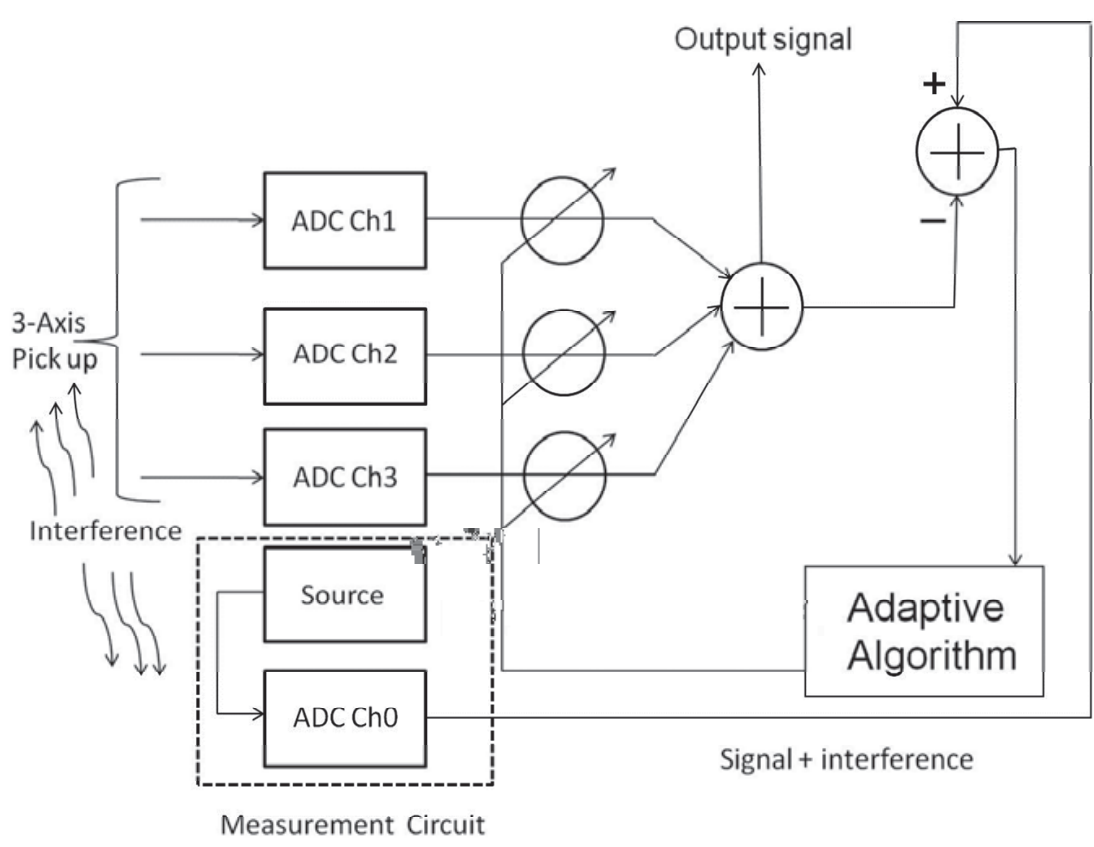 Output signal
+
−
ADC Ch1
ADC Ch2
ADC Ch3
3-Axis
Pick up
Interference
Source
ADC Ch0
Adaptive
Algorithm
Signal + interference
Measurement Circuit